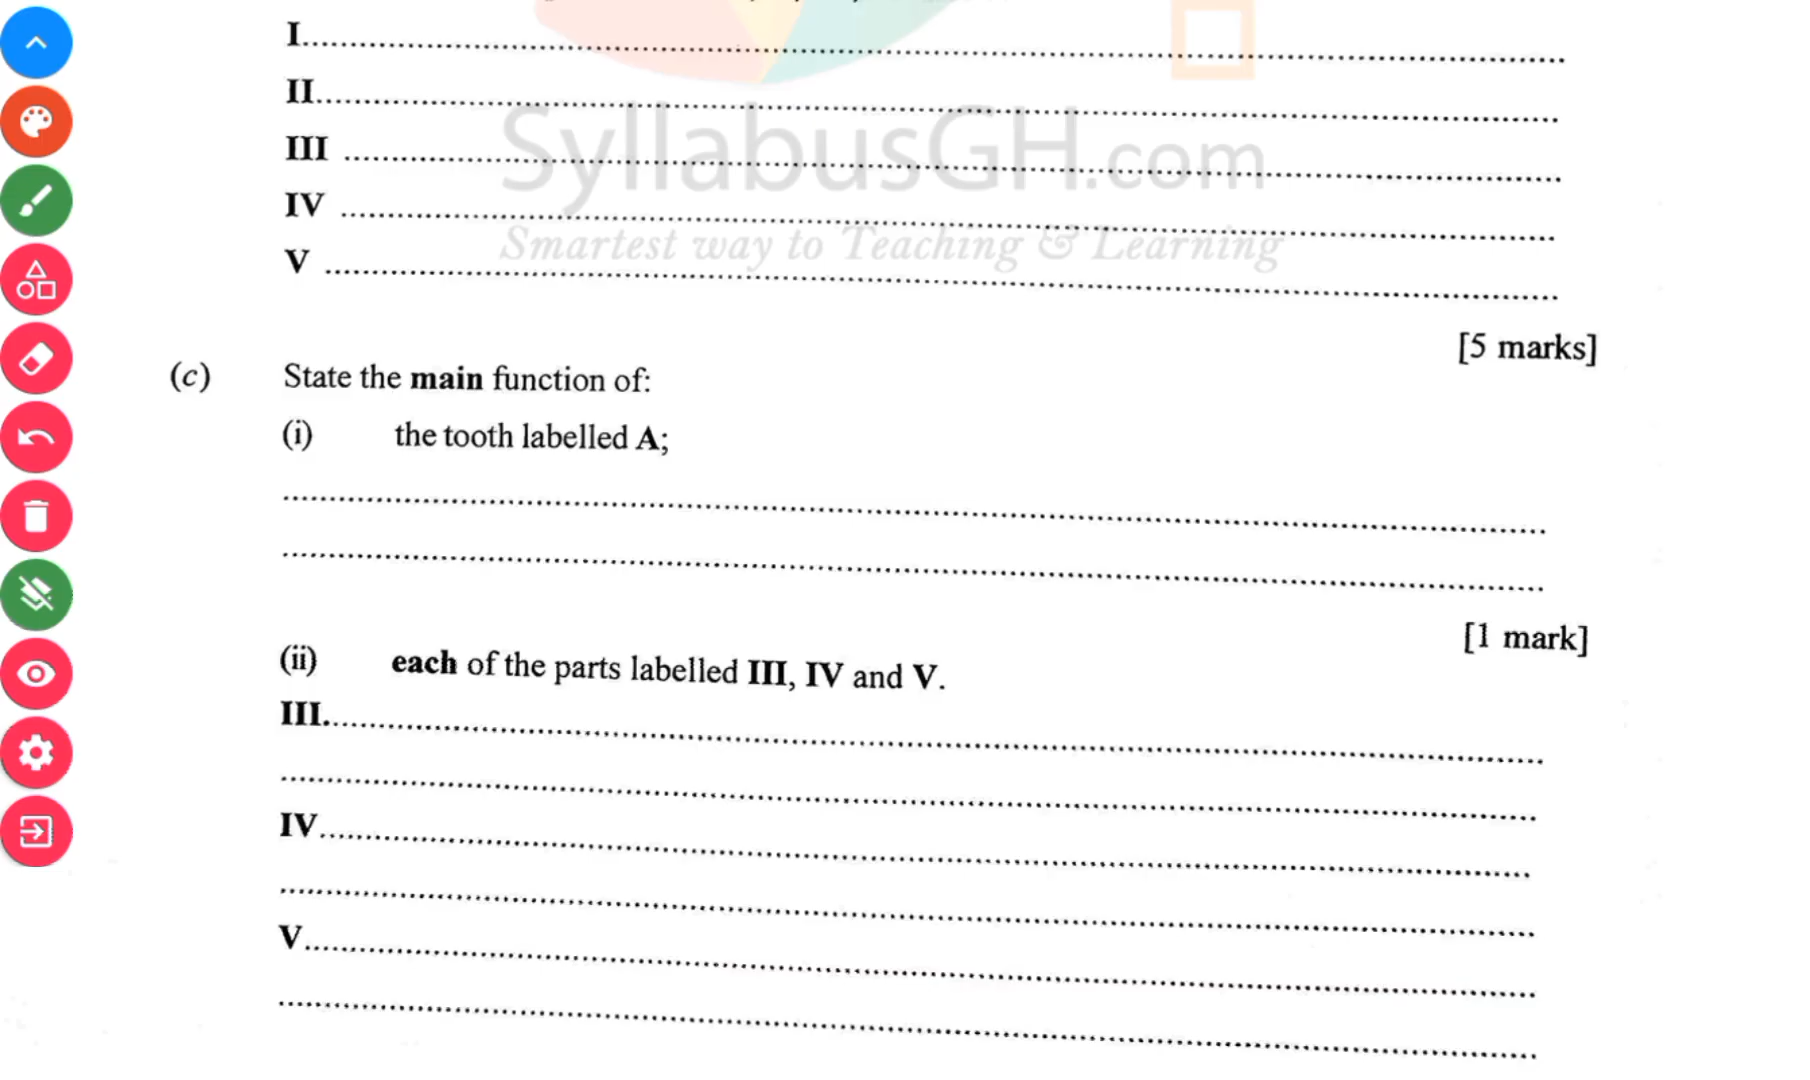 I
II
SyllabusGH.com
III
IV
Smartest way to Teaching & Learning
V
[5 marks]
(c) State the main function of:
(i) the tooth labelled A;
[1 mark]
(ii) each of the parts labelled III, IV and V.
III.
IV
V